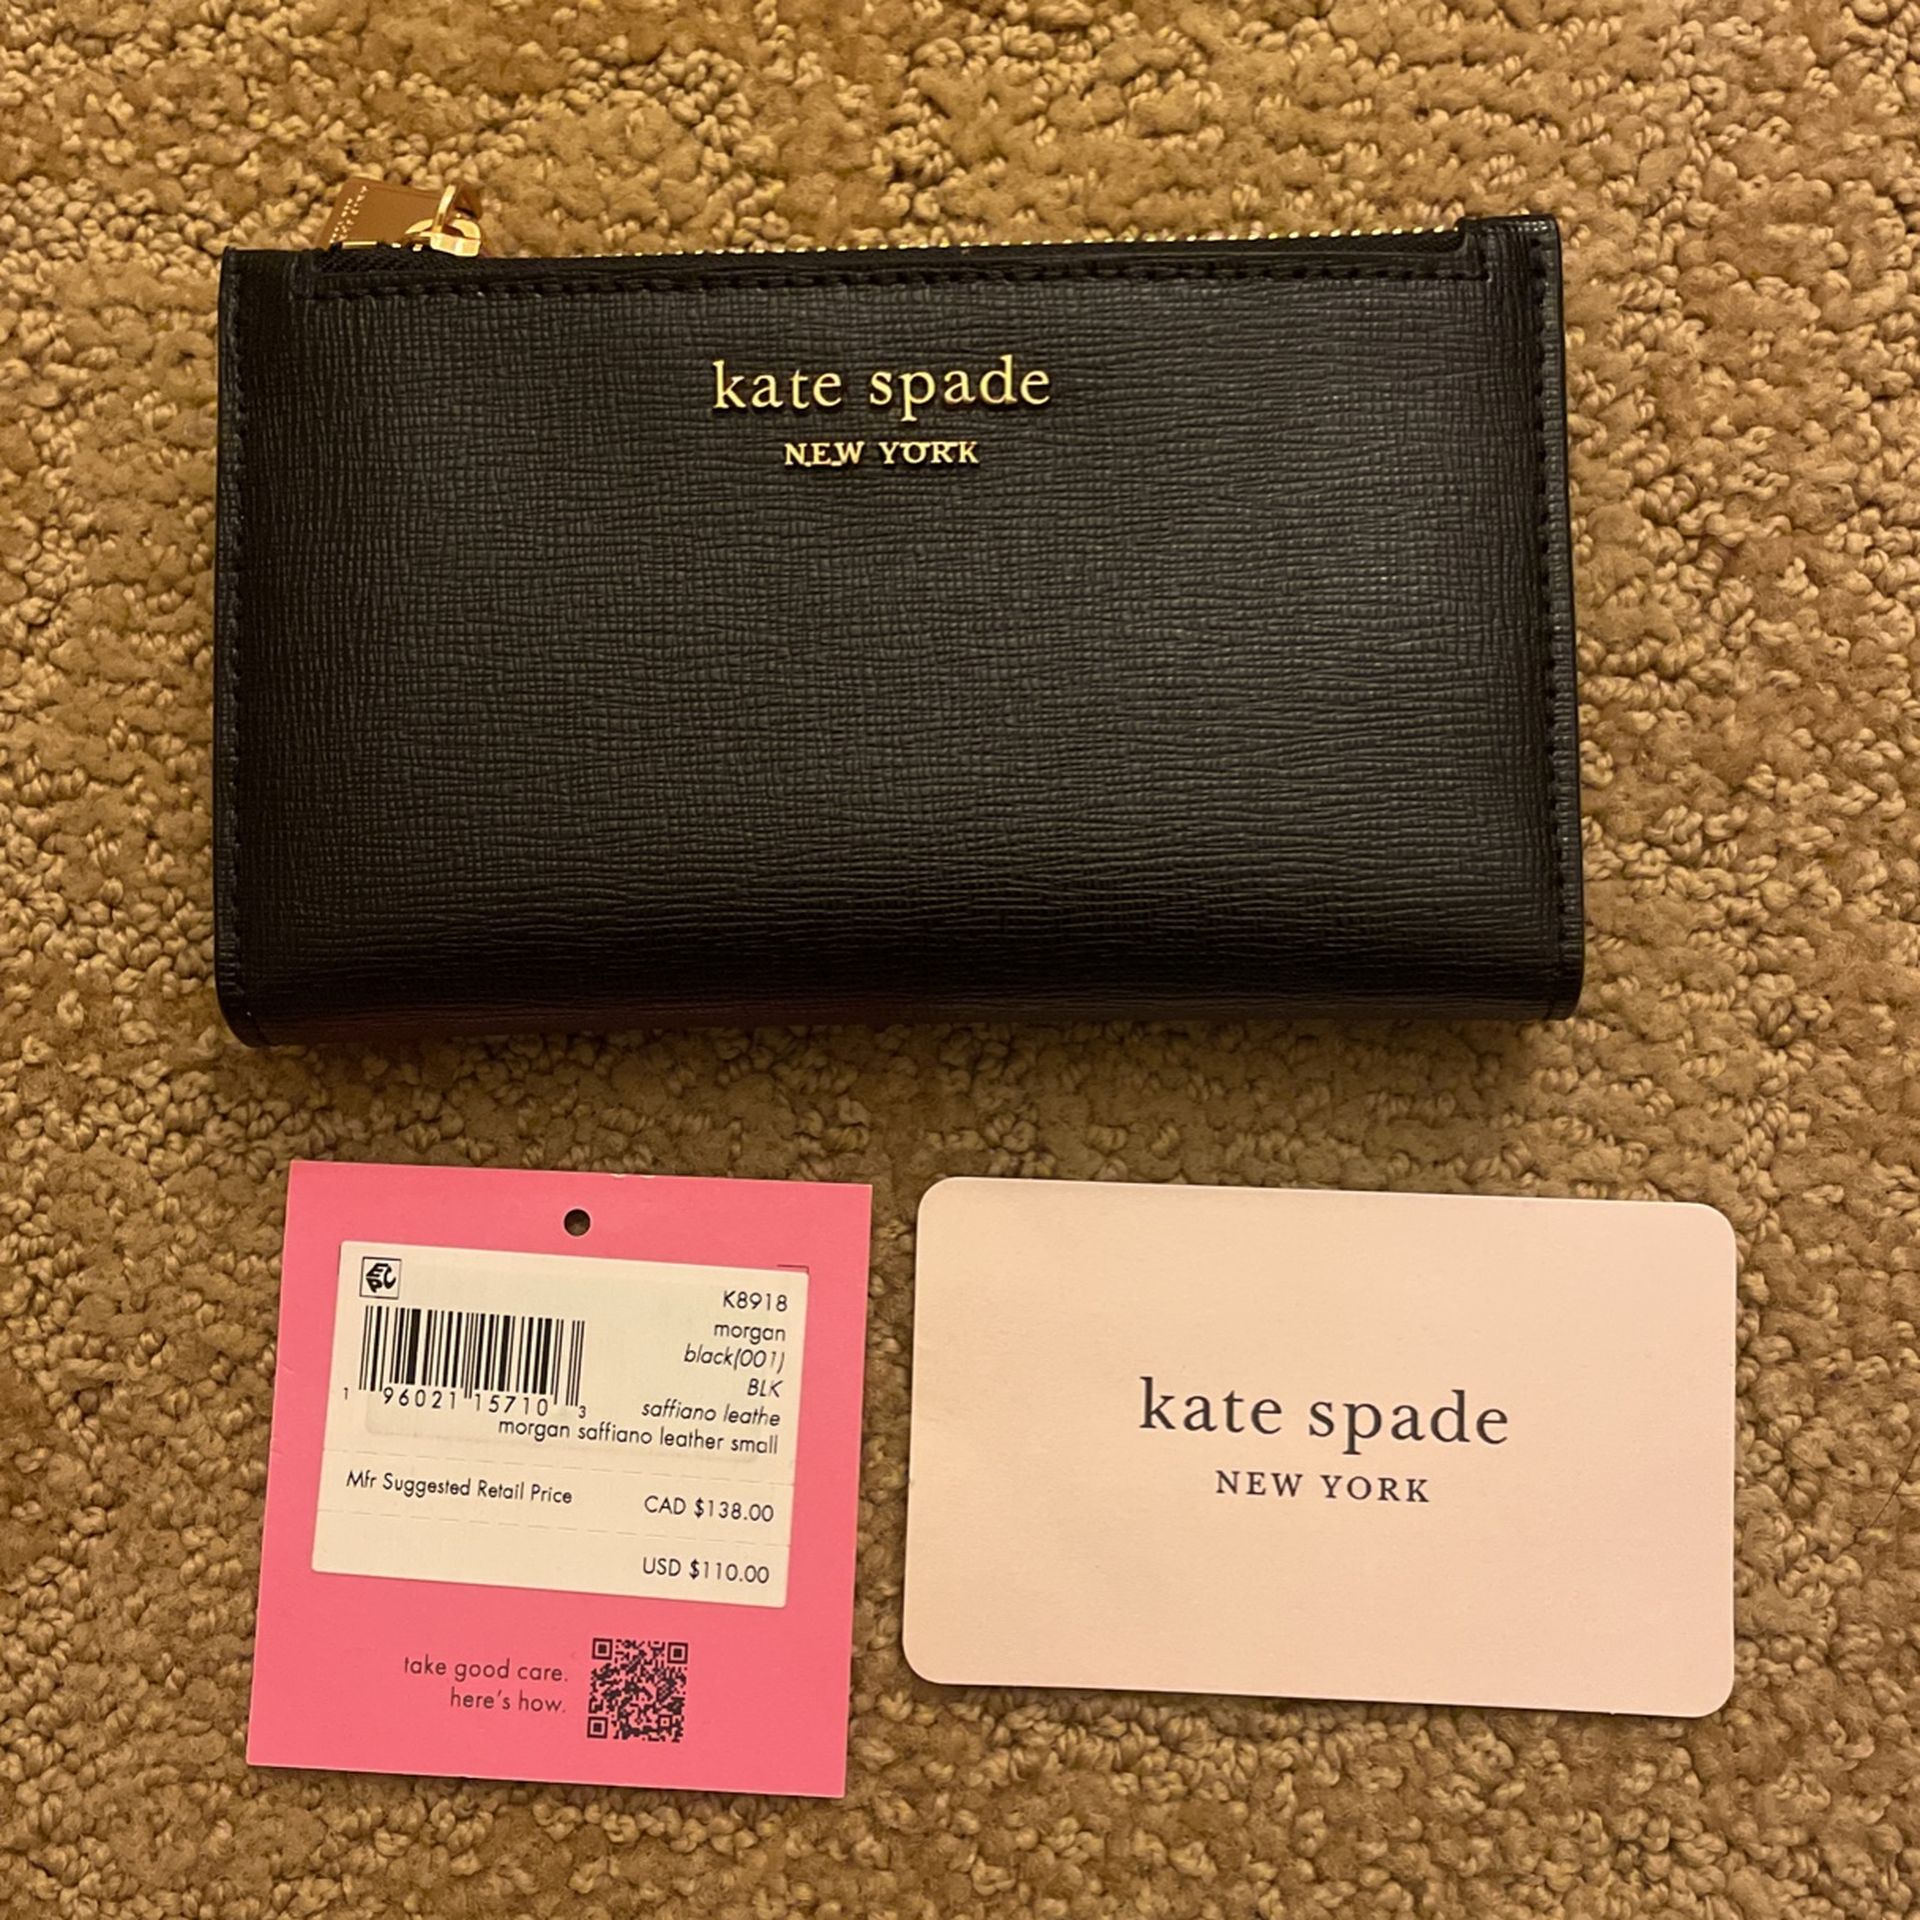 kate spade
NEW YORK
K8918
morgan
black(001)
BLK
saffiano leathe
morgan saffiano leather small
1 96021 15710 3
Mfr Suggested Retail Price
CAD $138.00
USD $110.00
take good care.
here's how.
kate spade
NEW YORK